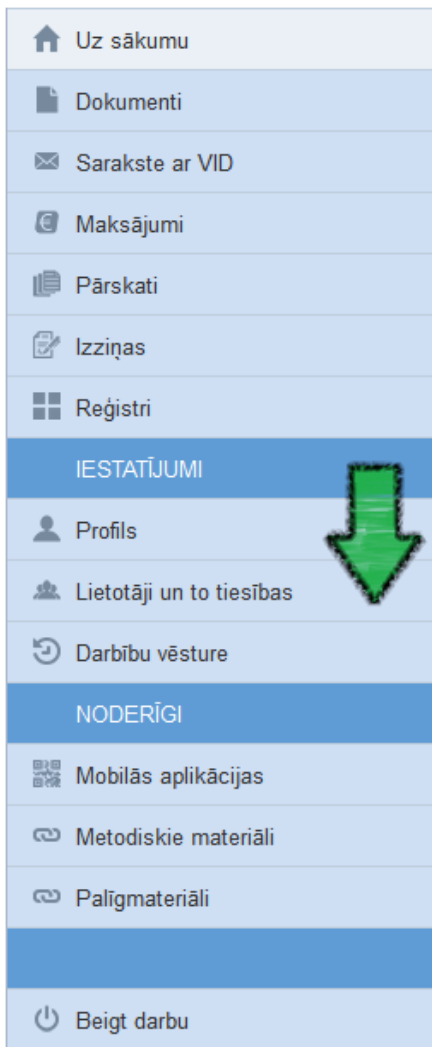 Uz sākumu
Dokumenti
Sarakste ar VID
Maksājumi
Pārskati
Izziņas
Reģistri
IESTATĪJUMI
Profils
Lietotāji un to tiesības
Darbību vēsture
NODERĪGI
Mobilās aplikācijas
Metodiskie materiāli
Palīgmateriāli
Beigt darbu